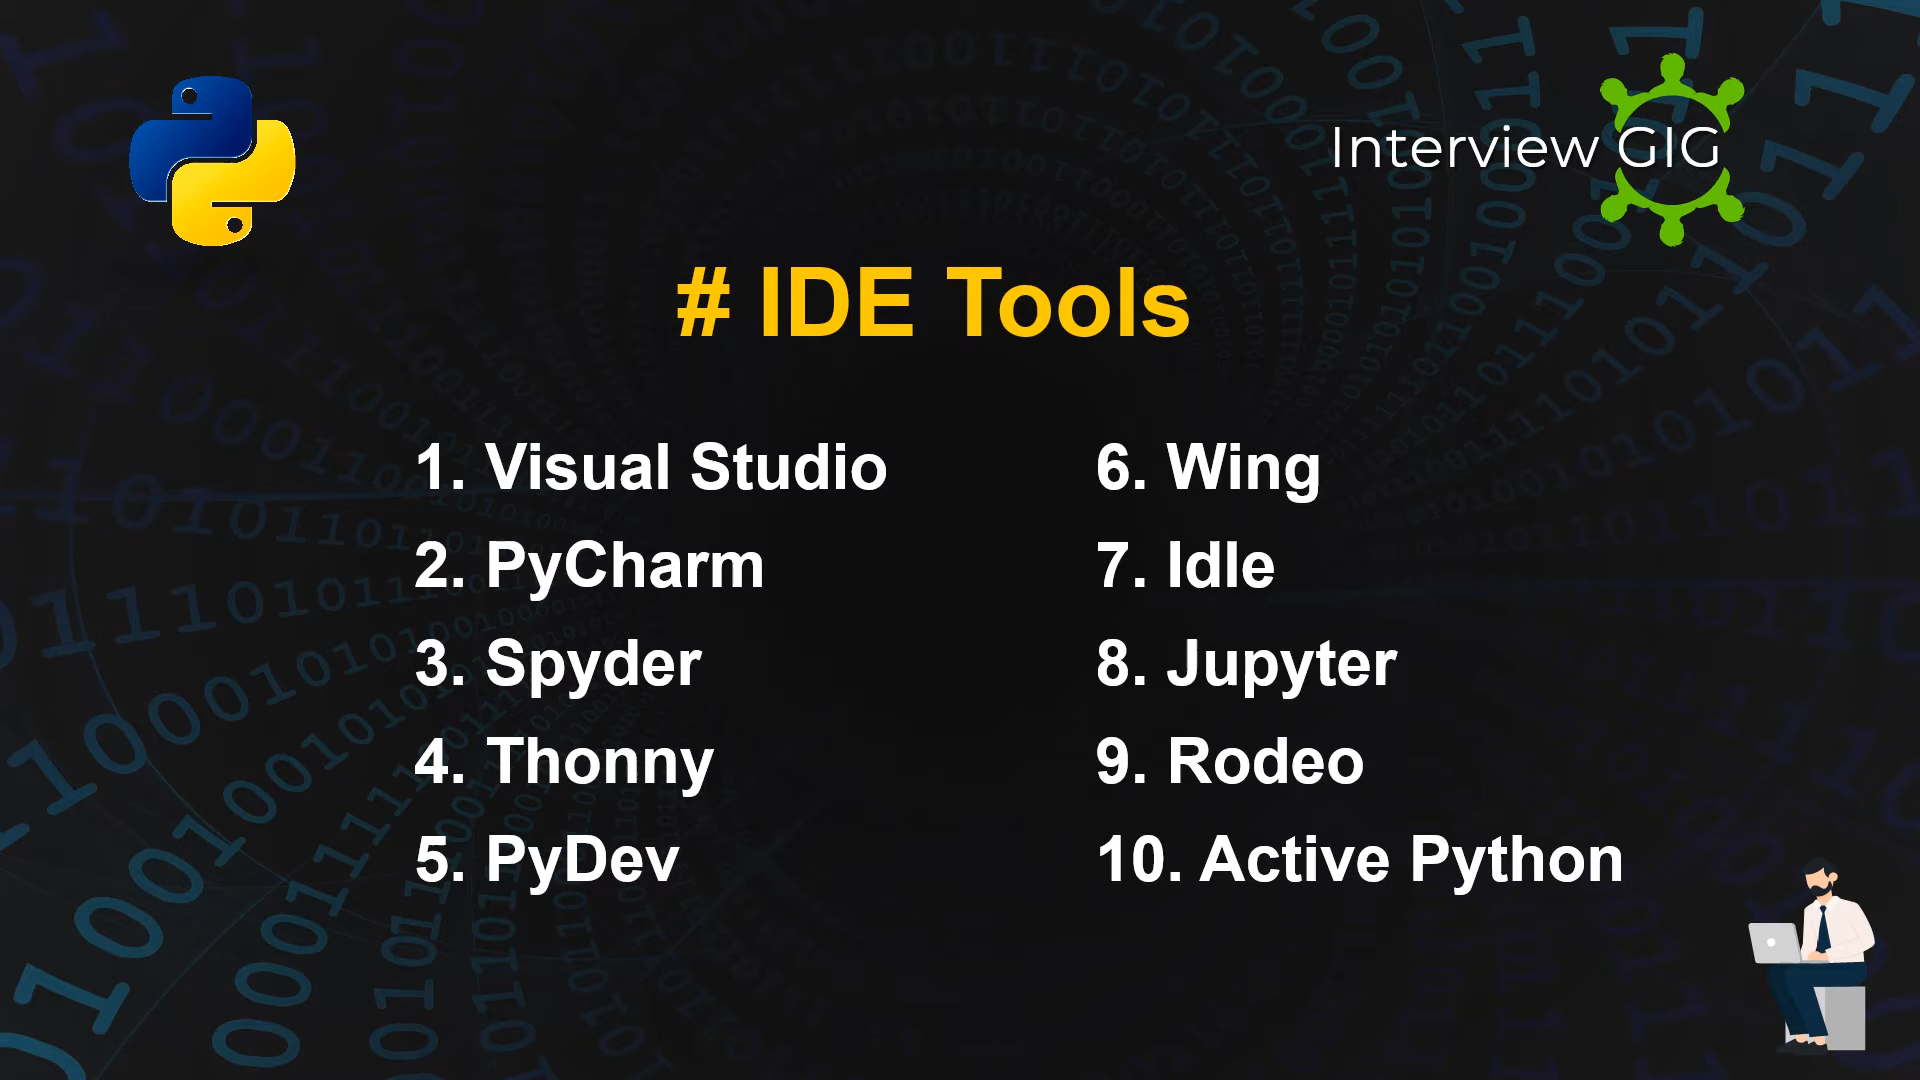 Interview GIG
# IDE Tools
1. Visual Studio
2. PyCharm
3. Spyder
4. Thonny
5. PyDev
6. Wing
7. Idle
8. Jupyter
9. Rodeo
10. Active Python